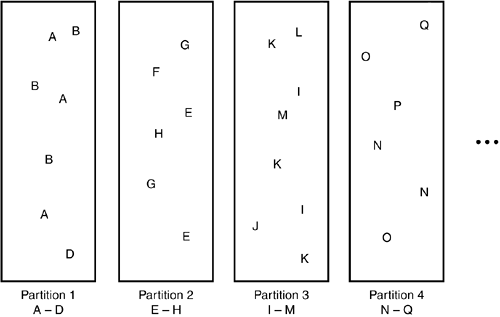 A B
B
A
B
A
D
Partition 1
A – D
G
F
E
H
G
E
Partition 2
E – H
L
K
I
M
K
I
J
K
Partition 3
I – M
Q
O
P
N
N
O
Partition 4
N – Q
•••